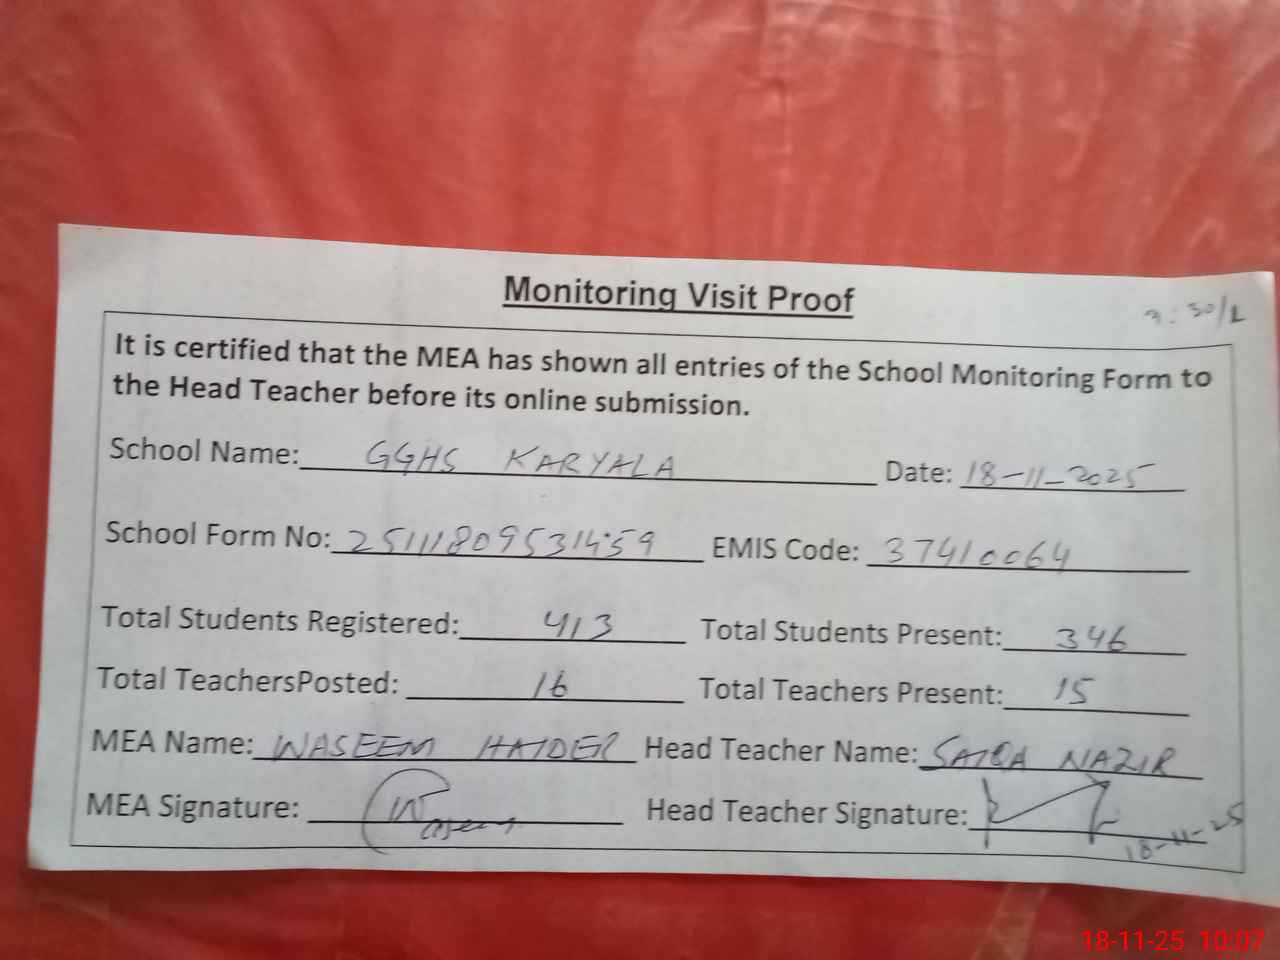 Monitoring Visit Proof
It is certified that the MEA has shown all entries of the School Monitoring Form to
the Head Teacher before its online submission.
School Name: GGHS KARYALA Date: 18-11-2025
School Form No: 25111809531459 EMIS Code: 37410064
Total Students Registered: 413 Total Students Present: 346
Total TeachersPosted: 16 Total Teachers Present: 15
MEA Name: WASEEM HAIDER Head Teacher Name: SAIQA NAZIR
MEA Signature: Waseem Head Teacher Signature:
18-11-25
18-11-25 10:07